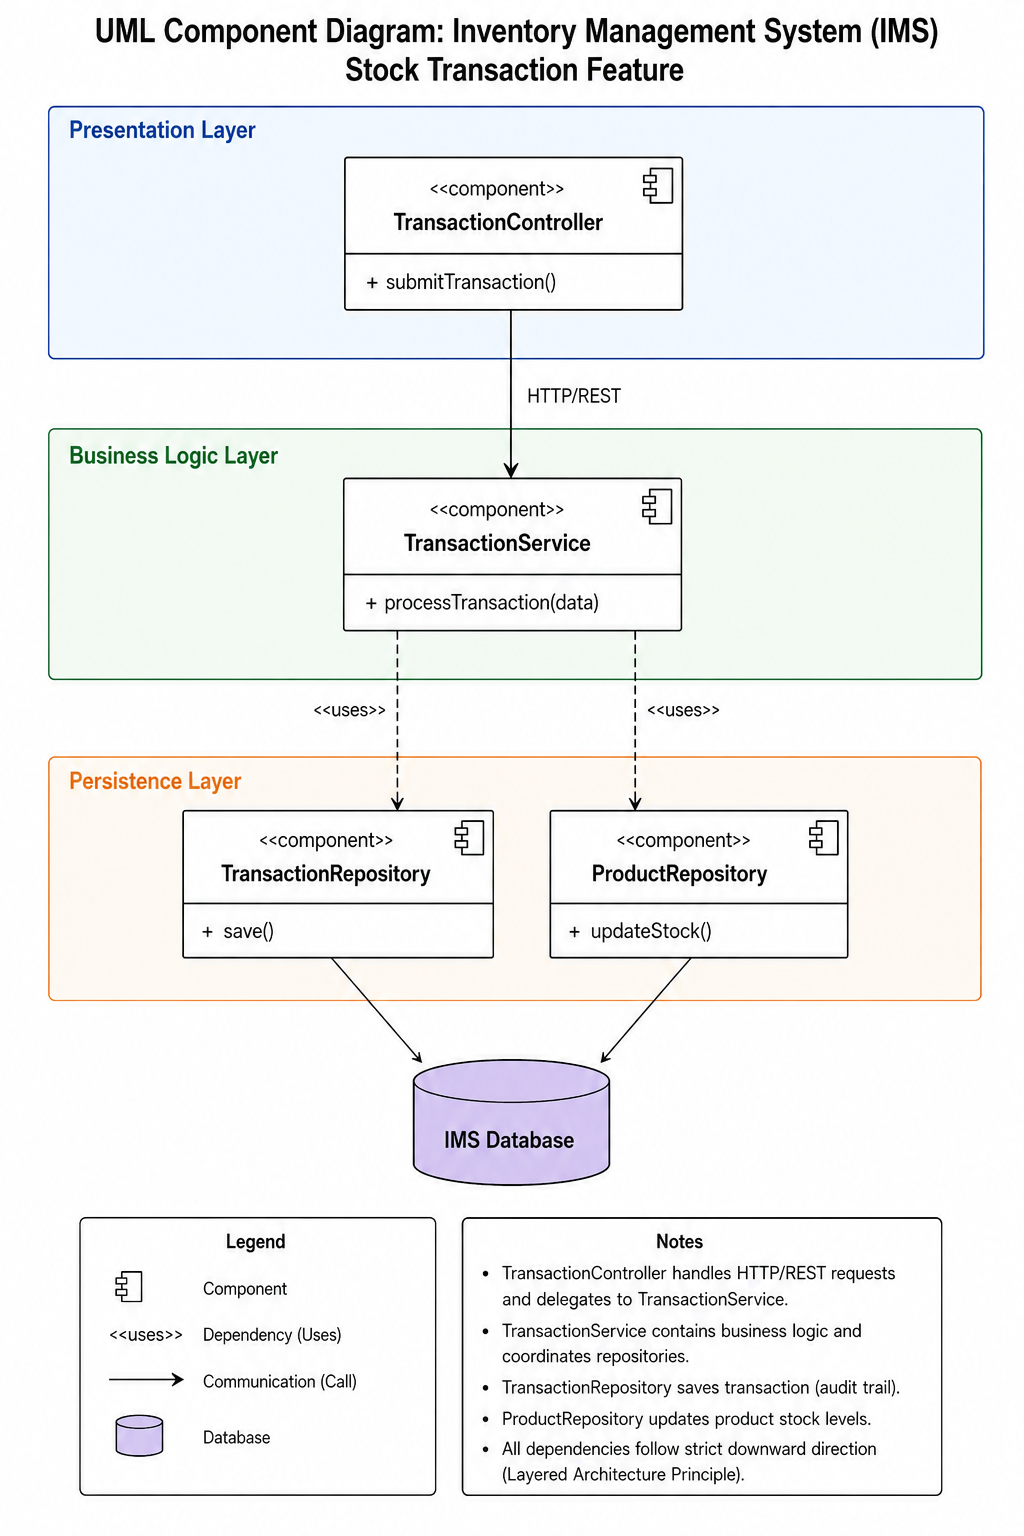 UML Component Diagram: Inventory Management System (IMS)
Stock Transaction Feature
Presentation Layer
<<component>>
TransactionController
+ submitTransaction()
HTTP/REST
Business Logic Layer
<<component>>
TransactionService
+ processTransaction(data)
<<uses>>
<<uses>>
Persistence Layer
<<component>>
TransactionRepository
+ save()
<<component>>
ProductRepository
+ updateStock()
IMS Database
Legend
Component
<<uses>> Dependency (Uses)
Communication (Call)
Database
Notes
• TransactionController handles HTTP/REST requests
and delegates to TransactionService.
• TransactionService contains business logic and
coordinates repositories.
• TransactionRepository saves transaction (audit trail).
• ProductRepository updates product stock levels.
• All dependencies follow strict downward direction
(Layered Architecture Principle).